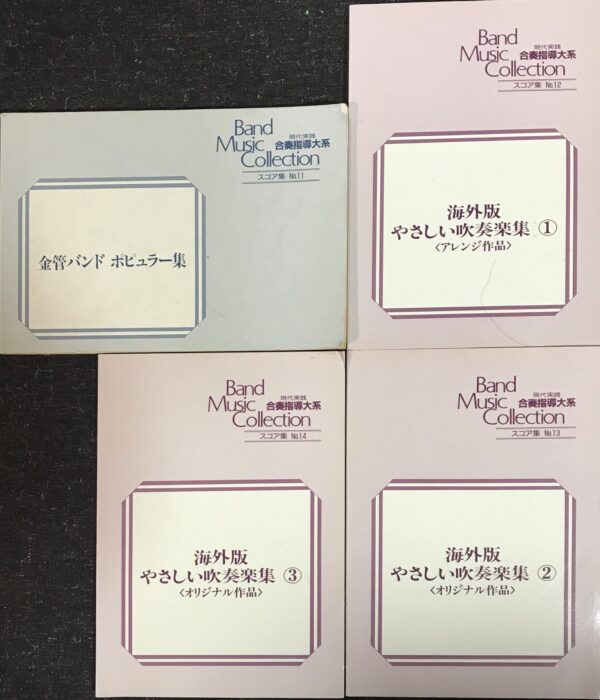 Band
Music
Collection
現代実践
合奏指導大系
スコア集 No.11
金管バンド ポピュラー集
Band
Music
Collection
現代実践
合奏指導大系
スコア集 No.12
海外版
やさしい吹奏楽集 ①
〈アレンジ作品〉
Band
Music
Collection
現代実践
合奏指導大系
スコア集 No.14
海外版
やさしい吹奏楽集 ③
〈オリジナル作品〉
Band
Music
Collection
現代実践
合奏指導大系
スコア集 No.13
海外版
やさしい吹奏楽集 ②
〈オリジナル作品〉